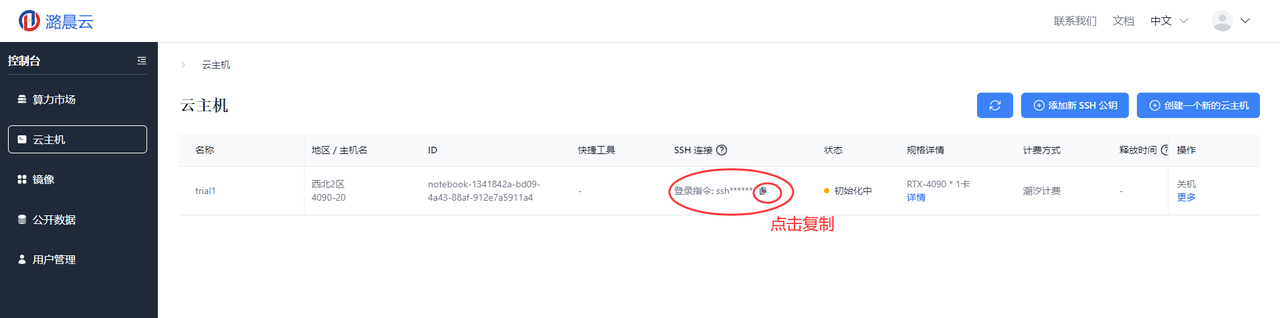 潞晨云
联系我们 文档 中文
控制台
算力市场
云主机
镜像
公开数据
用户管理
云主机
云主机
添加新 SSH 公钥
创建一个新的云主机
名称 地区 / 主机名 ID 快捷工具 SSH 连接 状态 规格详情 计费方式 释放时间 操作
trial1
西北2区
4090-20
notebook-1341842a-bd09-
4a43-88af-912e7a5911a4
-
登录指令: ssh******
初始化中
RTX-4090 * 1卡
详情
潮汐计费
-
关机
更多
点击复制